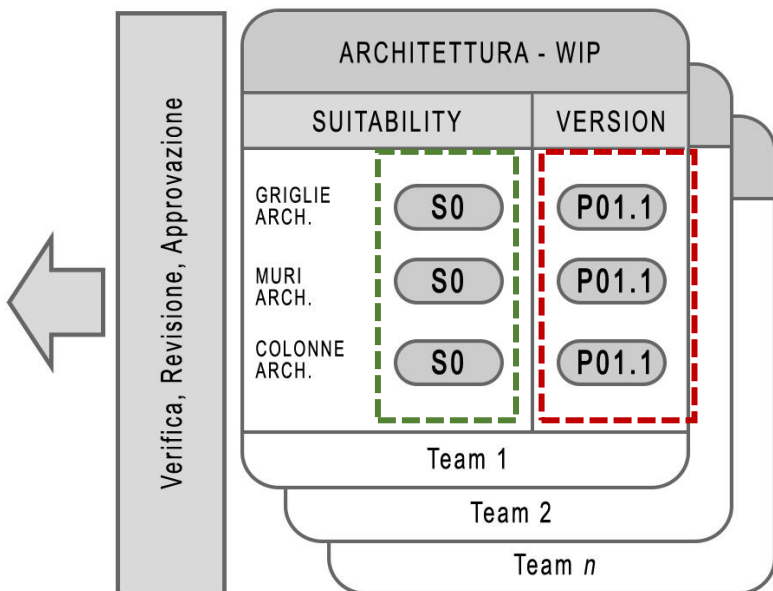 Verifica, Revisione, Approvazione
ARCHITETTURA - WIP
SUITABILITY
VERSION
GRIGLIE
ARCH.
S0
P01.1
MURI
ARCH.
S0
P01.1
COLONNE
ARCH.
S0
P01.1
Team 1
Team 2
Team n